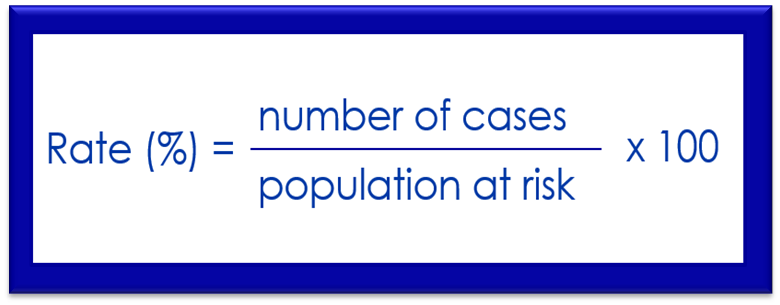 Rate (%) = number of cases / population at risk x 100